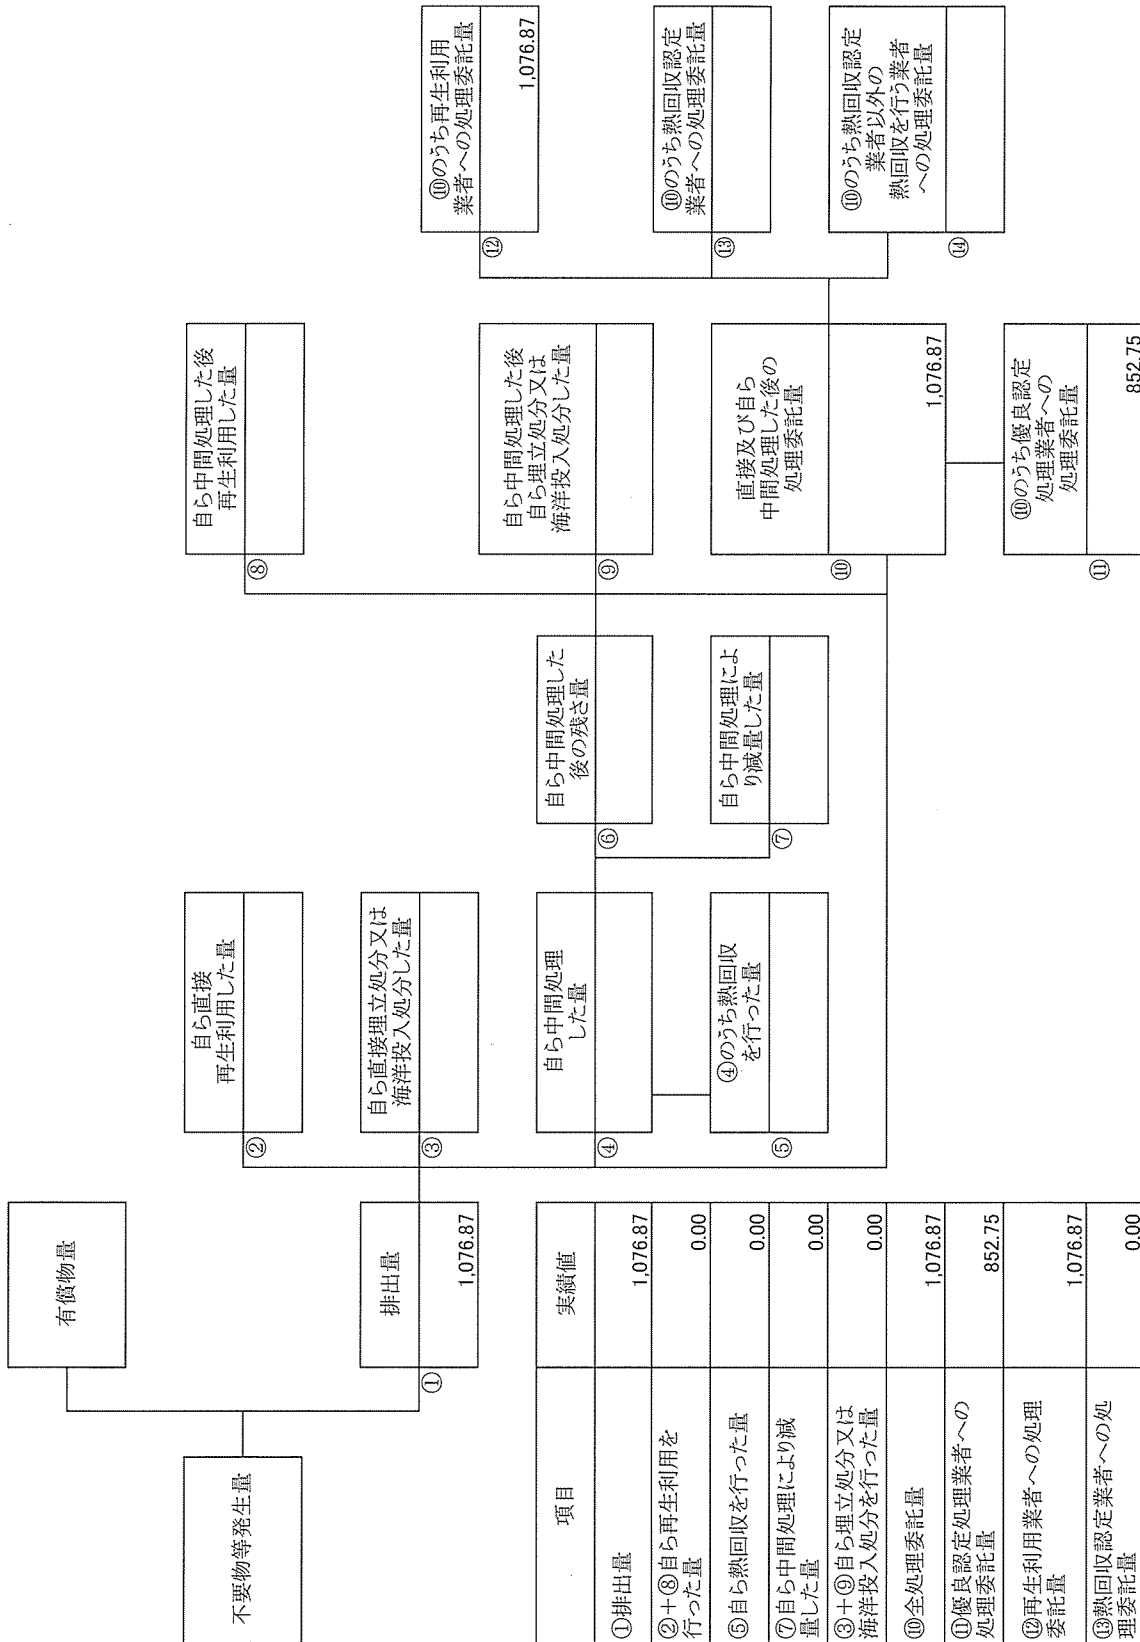 不要物等発生量
有償物量
排出量
①
1,076.87
自ら直接
再生利用した量
②
自ら直接埋立処分又は
海洋投入処分した量
③
自ら中間処理
した量
④
④のうち熱回収
を行った量
⑤
自ら中間処理した
後の残さ量
⑥
自ら中間処理によ
り減量した量
⑦
自ら中間処理した後
再生利用した量
⑧
自ら中間処理した後
自ら埋立処分又は
海洋投入処分した量
⑨
直接及び自ら
中間処理した後の
処理委託量
⑩
1,076.87
⑩のうち優良認定
処理業者への
処理委託量
⑪
852.75
⑩のうち再生利用
業者への処理委託量
⑫
1,076.87
⑩のうち熱回収認定
業者への処理委託量
⑬
⑩のうち熱回収認定
業者以外の
熱回収を行う業者
への処理委託量
⑭
項目 実績値
①排出量 1,076.87
②+⑧自ら再生利用を
行った量 0.00
⑤自ら熱回収を行った量 0.00
⑦自ら中間処理により減
量した量 0.00
③+⑨自ら埋立処分又は
海洋投入処分を行った量 0.00
⑩全処理委託量 1,076.87
⑪優良認定処理業者への
処理委託量 852.75
⑫再生利用業者への処理
委託量 1,076.87
⑬熱回収認定業者への処
理委託量 0.00